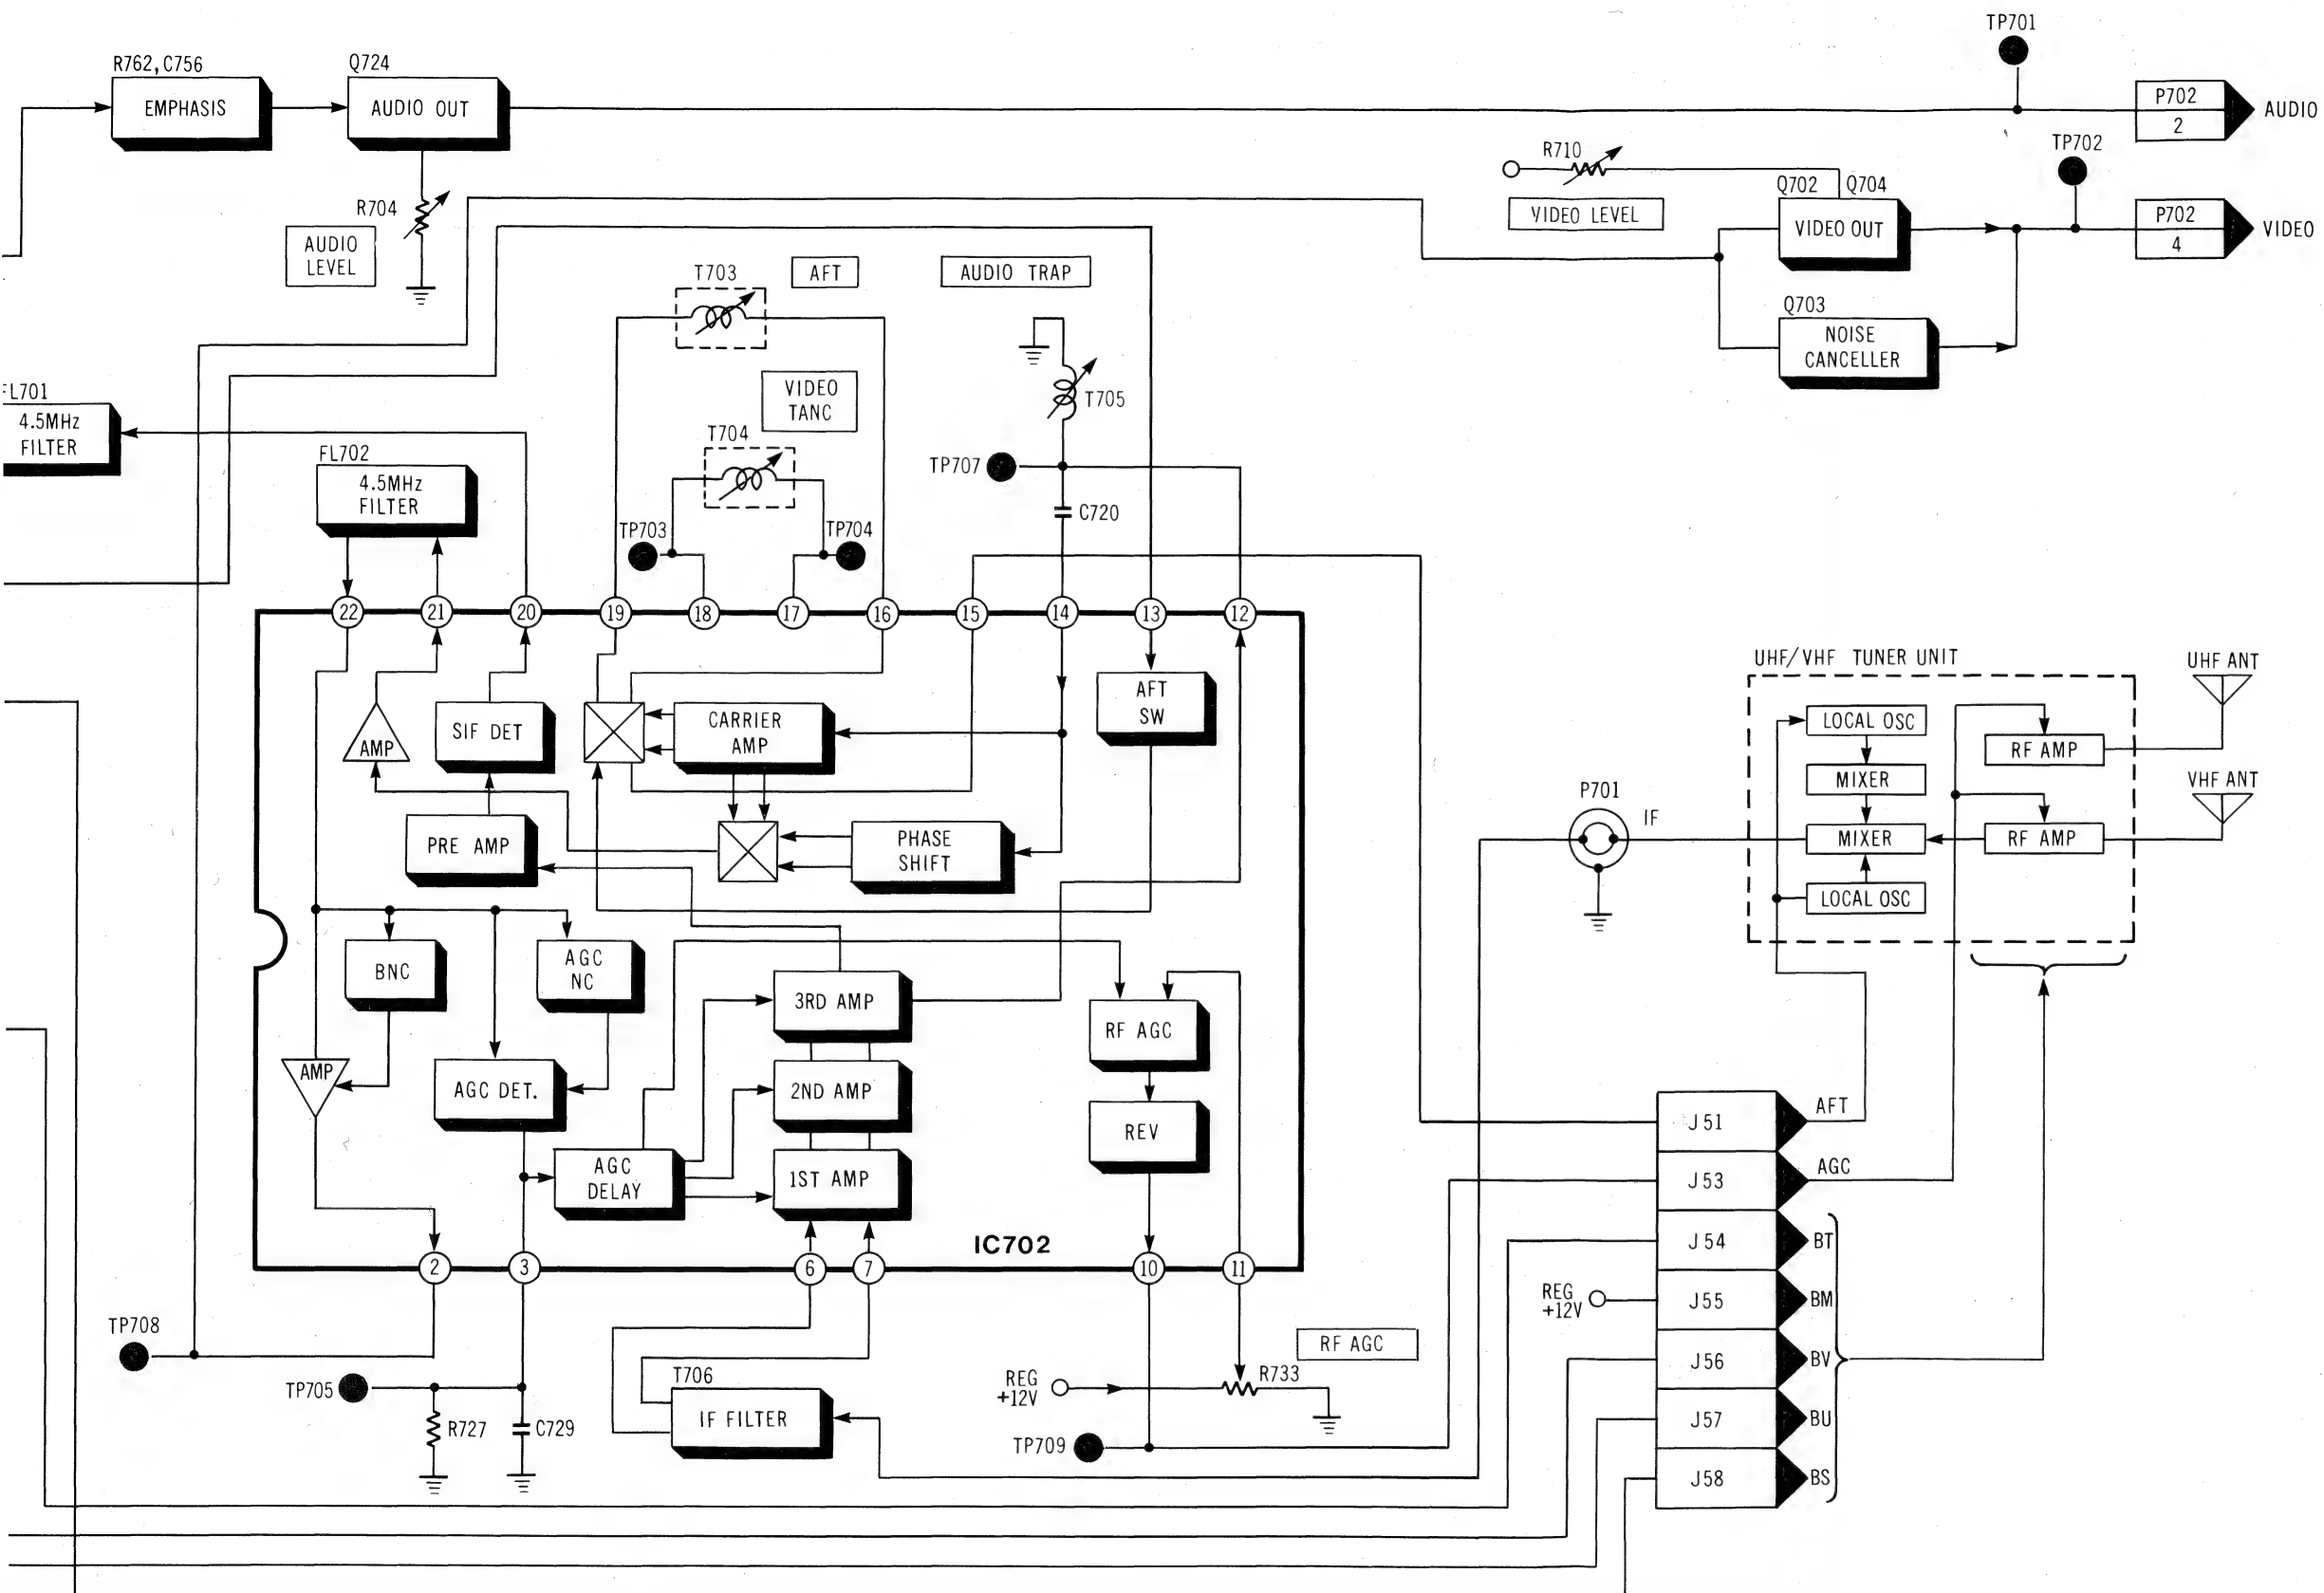 TP701
R762, C756
Q724
EMPHASIS
AUDIO OUT
P702
2
AUDIO
TP702
R710
Q702
Q704
VIDEO LEVEL
VIDEO OUT
P702
4
VIDEO
R704
AUDIO
LEVEL
T703
AFT
AUDIO TRAP
Q703
NOISE
CANCELLER
VIDEO
TANC
T705
FL701
4.5MHz
FILTER
T704
FL702
4.5MHz
FILTER
TP707
C720
TP703
TP704
22
21
20
19
18
17
16
15
14
13
12
UHF/VHF TUNER UNIT
UHF ANT
AFT
SW
CARRIER
AMP
SIF DET
AMP
LOCAL OSC
RF AMP
MIXER
VHF ANT
P701
IF
PRE AMP
PHASE
SHIFT
MIXER
RF AMP
LOCAL OSC
BNC
AGC
NC
3RD AMP
RF AGC
AMP
AGC DET.
2ND AMP
REV
AGC
DELAY
1ST AMP
IC702
J51
AFT
J53
AGC
J54
BT
REG
+12V
J55
BM
J56
BV
J57
BU
J58
BS
2
3
6
7
10
11
TP708
TP705
R727
C729
T706
IF FILTER
REG
+12V
R733
RF AGC
TP709